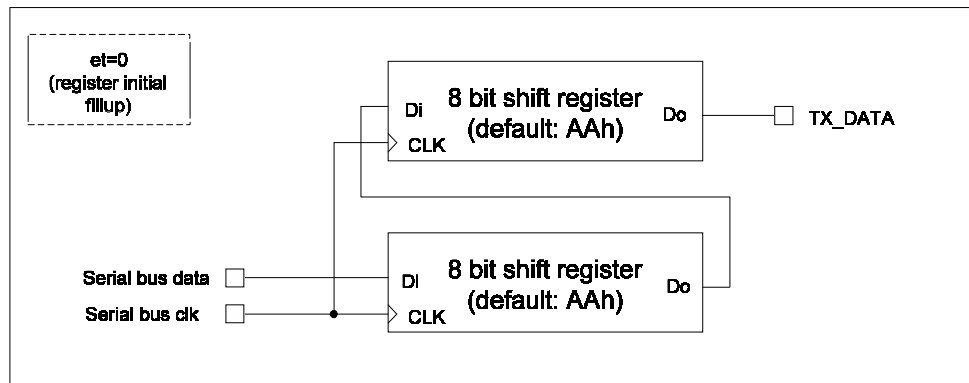 et=0
(register initial
fillup)
8 bit shift register
(default: AAh)
Di
CLK
Do
TX_DATA
8 bit shift register
(default: AAh)
DI
CLK
Do
Serial bus data
Serial bus clk